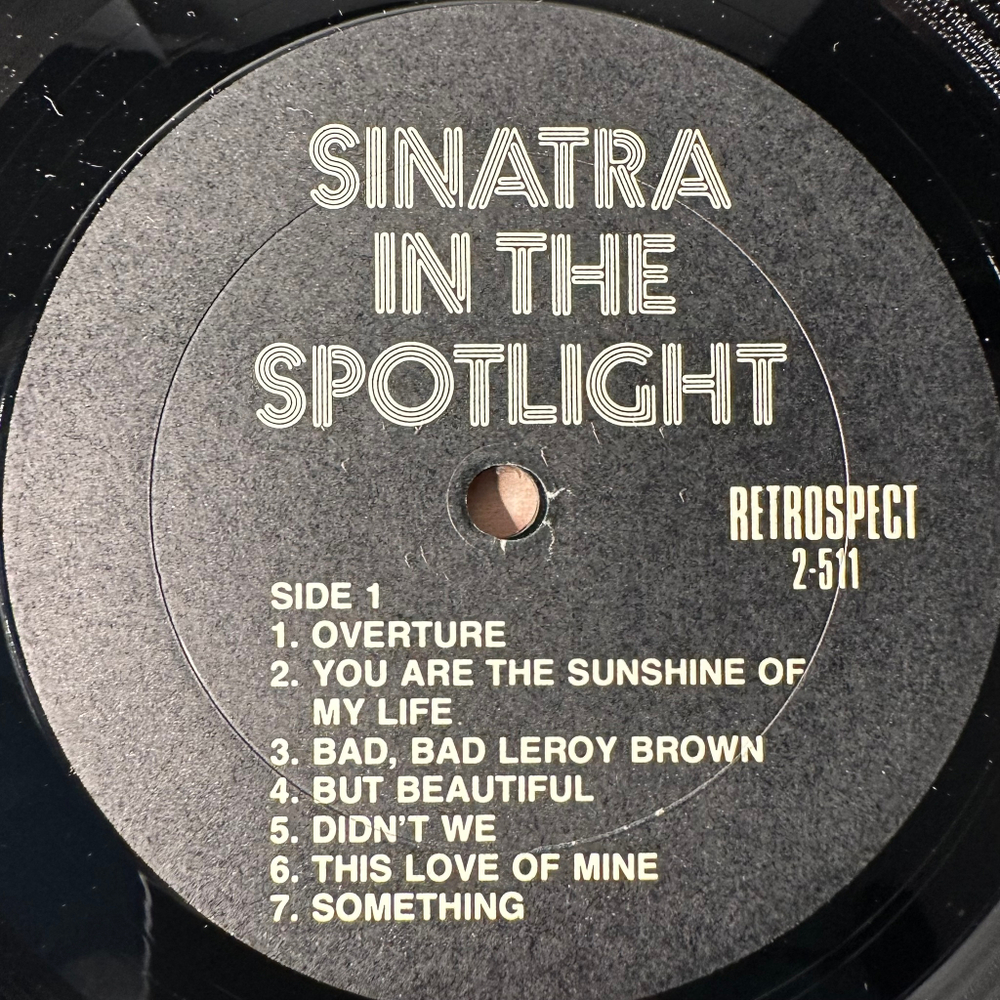 SINATRA
IN THE
SPOTLIGHT
RETROSPECT
2-511
SIDE 1
1. OVERTURE
2. YOU ARE THE SUNSHINE OF
MY LIFE
3. BAD, BAD LEROY BROWN
4. BUT BEAUTIFUL
5. DIDN'T WE
6. THIS LOVE OF MINE
7. SOMETHING